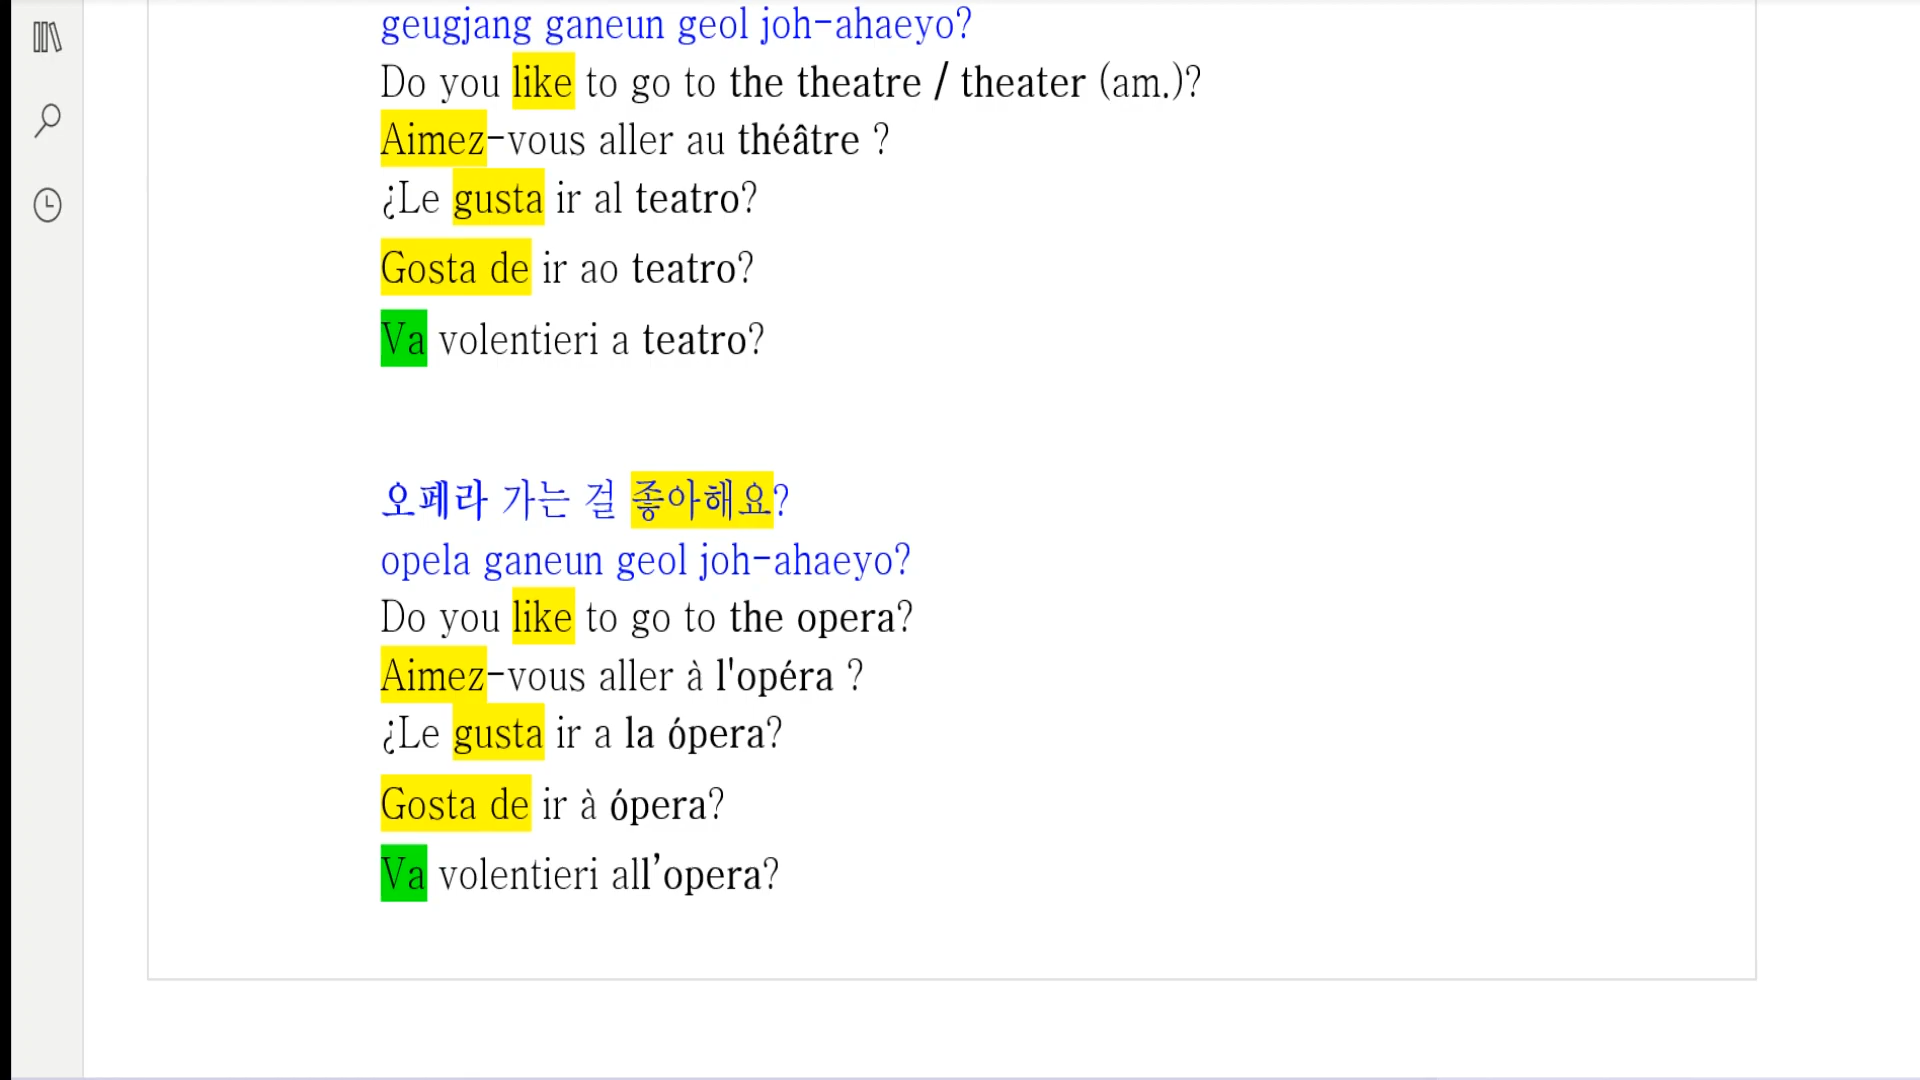 geugjang ganeun geol joh-ahaeyo?
Do you like to go to the theatre / theater (am.)?
Aimez-vous aller au théâtre ?
¿Le gusta ir al teatro?
Gosta de ir ao teatro?
Va volentieri a teatro?
오페라 가는 걸 좋아해요?
opela ganeun geol joh-ahaeyo?
Do you like to go to the opera?
Aimez-vous aller à l'opéra ?
¿Le gusta ir a la ópera?
Gosta de ir à ópera?
Va volentieri all’opera?